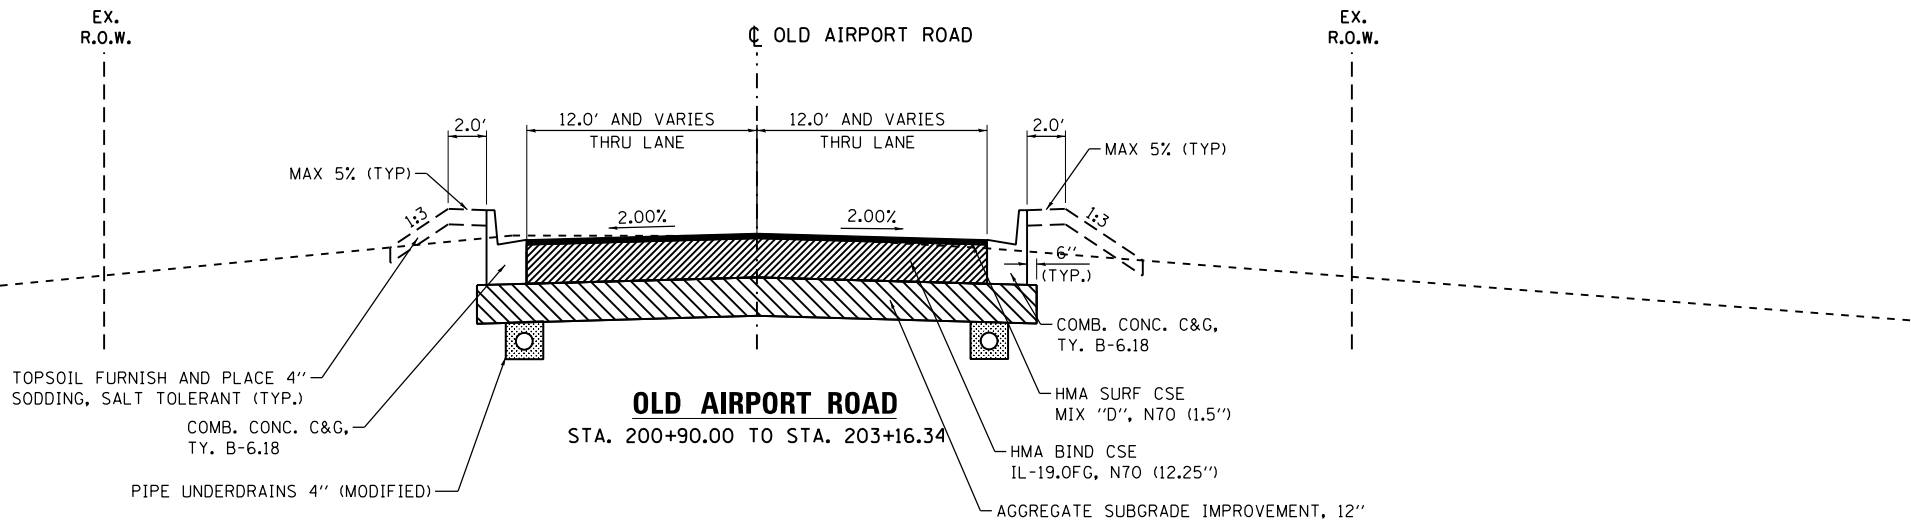 EX.
R.O.W.
℄ OLD AIRPORT ROAD
EX.
R.O.W.
2.0'
12.0' AND VARIES
THRU LANE
12.0' AND VARIES
THRU LANE
2.0'
MAX 5% (TYP)
MAX 5% (TYP)
1:3
2.00%
2.00%
1:3
6"
(TYP.)
COMB. CONC. C&G,
TY. B-6.18
TOPSOIL FURNISH AND PLACE 4"
SODDING, SALT TOLERANT (TYP.)
HMA SURF CSE
MIX "D", N70 (1.5")
OLD AIRPORT ROAD
STA. 200+90.00 TO STA. 203+16.34
COMB. CONC. C&G,
TY. B-6.18
HMA BIND CSE
IL-19.0FG, N70 (12.25")
PIPE UNDERDRAINS 4" (MODIFIED)
AGGREGATE SUBGRADE IMPROVEMENT, 12"